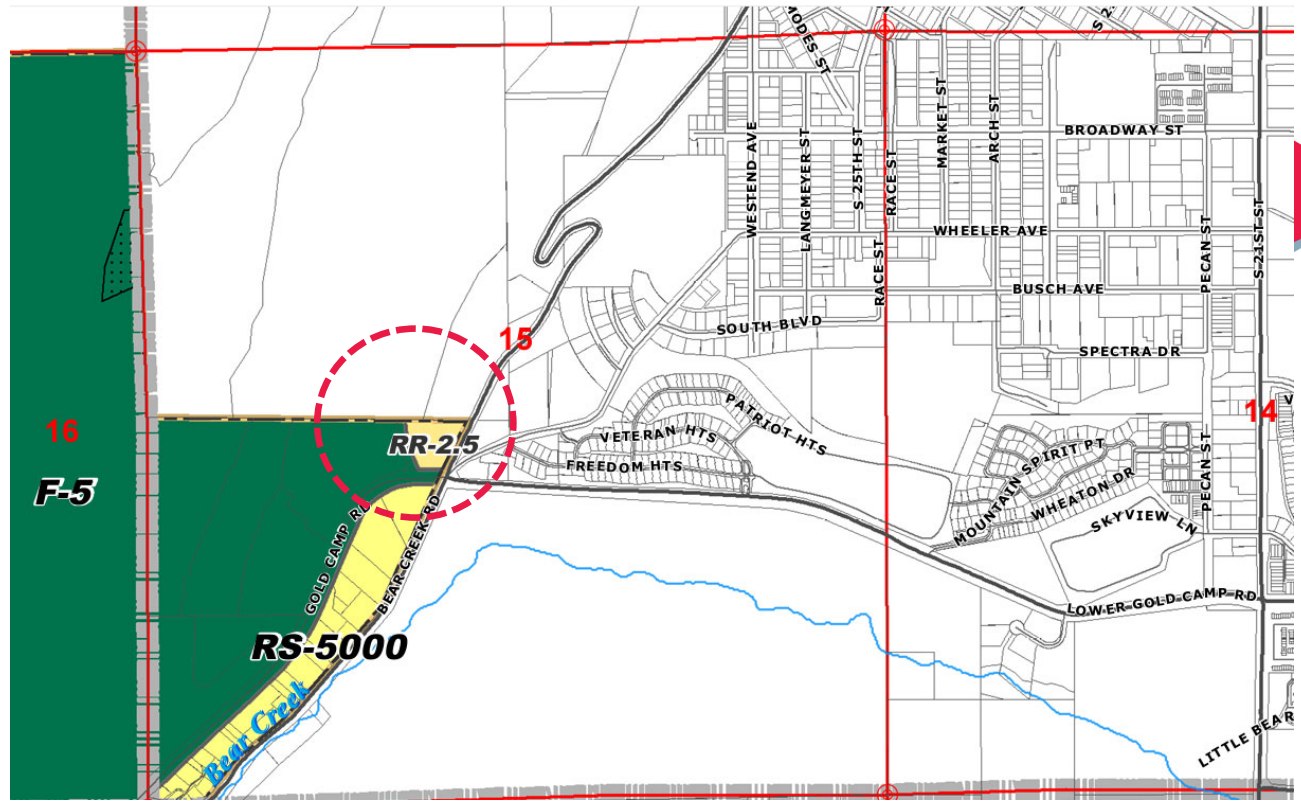 MODES ST
S 2
WESTEND AVE
LANGMEYER ST
S 25TH ST
RACE ST
MARKET ST
ARCH ST
BROADWAY ST
WHEELER AVE
PECAN ST
S 21ST ST
RACE ST
BUSCH AVE
SOUTH BLVD
SPECTRA DR
15
16
14
F-5
RR-2.5
PATRIOT HTS
VETERAN HTS
FREEDOM HTS
MOUNTAIN SPIRIT PT
WHEATON DR
PECAN ST
SKYVIEW LN
GOLD CAMP RD
BEAR CREEK RD
LOWER GOLD CAMP RD
RS-5000
Bear Creek
LITTLE BEAR
V